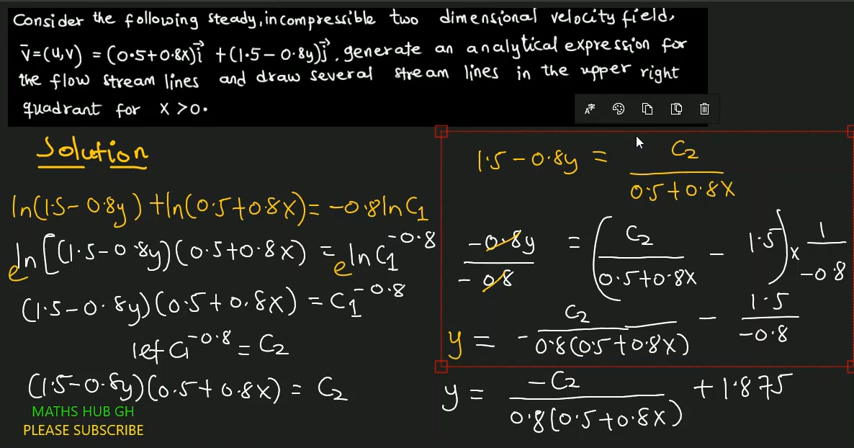 Consider the following steady, incompressible two dimensional velocity field,
v̄=(u,v) = (0.5+0.8x)i⃗ +(1.5-0.8y)j⃗, generate an analytical expression for
the flow stream lines and draw several stream lines in the upper right
quadrant for x>0.
Solution
ln(1.5-0.8y)+ln(0.5+0.8x)=-0.8lnC₁
e^ln[(1.5-0.8y)(0.5+0.8x) = e^lnC₁^-0.8
(1.5-0.8y)(0.5+0.8x)=C₁^-0.8
let C₁^-0.8 = C₂
(1.5-0.8y)(0.5+0.8x) = C₂
MATHS HUB GH
PLEASE SUBSCRIBE
1.5-0.8y = C₂/(0.5+0.8x)
-0.8y/-0.8 = (C₂/(0.5+0.8x) - 1.5) × 1/-0.8
y = -C₂/(0.8(0.5+0.8x)) - 1.5/-0.8
y = -C₂/(0.8(0.5+0.8x)) +1.875